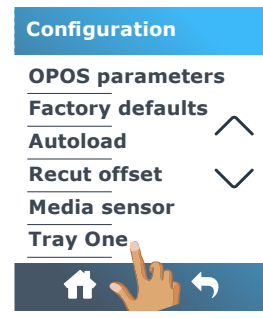 Configuration
OPOS parameters
Factory defaults
Autoload
Recut offset
Media sensor
Tray One